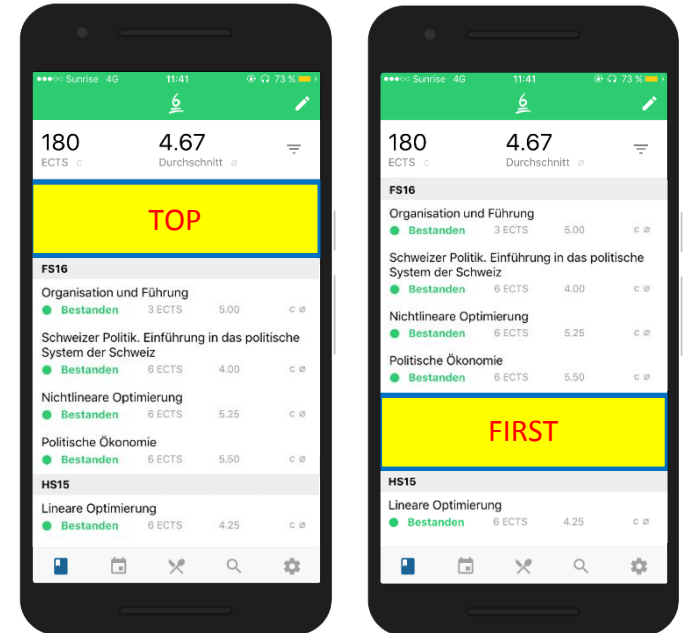 ●●●○○ Sunrise 4G 11:41 73 %
6
180 4.67
ECTS C Durchschnitt ⌀
TOP
FS16
Organisation und Führung
Bestanden 3 ECTS 5.00 C ⌀
Schweizer Politik. Einführung in das politische
System der Schweiz
Bestanden 6 ECTS 4.00 C ⌀
Nichtlineare Optimierung
Bestanden 6 ECTS 5.25 C ⌀
Politische Ökonomie
Bestanden 6 ECTS 5.50 C ⌀
HS15
Lineare Optimierung
Bestanden 6 ECTS 4.25 C ⌀
●●●○○ Sunrise 4G 11:41 73 %
6
180 4.67
ECTS C Durchschnitt ⌀
FS16
Organisation und Führung
Bestanden 3 ECTS 5.00 C ⌀
Schweizer Politik. Einführung in das politische
System der Schweiz
Bestanden 6 ECTS 4.00 C ⌀
Nichtlineare Optimierung
Bestanden 6 ECTS 5.25 C ⌀
Politische Ökonomie
Bestanden 6 ECTS 5.50 C ⌀
FIRST
HS15
Lineare Optimierung
Bestanden 6 ECTS 4.25 C ⌀